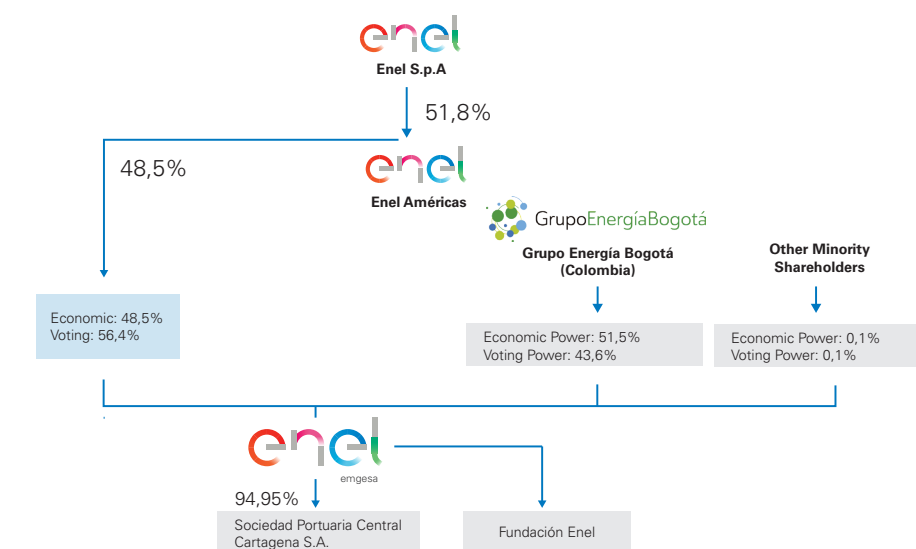 enel
Enel S.p.A
51,8%
48,5%
enel
Enel Américas
GrupoEnergíaBogotá
Grupo Energía Bogotá
(Colombia)
Other Minority
Shareholders
Economic: 48,5%
Voting: 56,4%
Economic Power: 51,5%
Voting Power: 43,6%
Economic Power: 0,1%
Voting Power: 0,1%
enel
emgesa
94,95%
Sociedad Portuaria Central
Cartagena S.A.
Fundación Enel